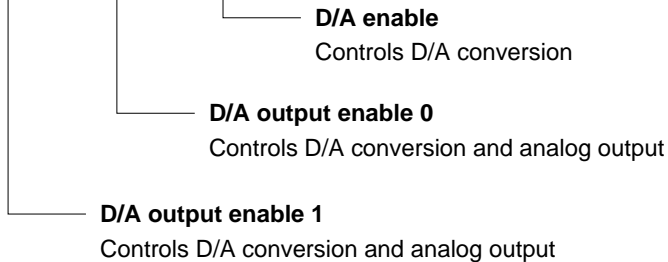 D/A enable
Controls D/A conversion
D/A output enable 0
Controls D/A conversion and analog output
D/A output enable 1
Controls D/A conversion and analog output